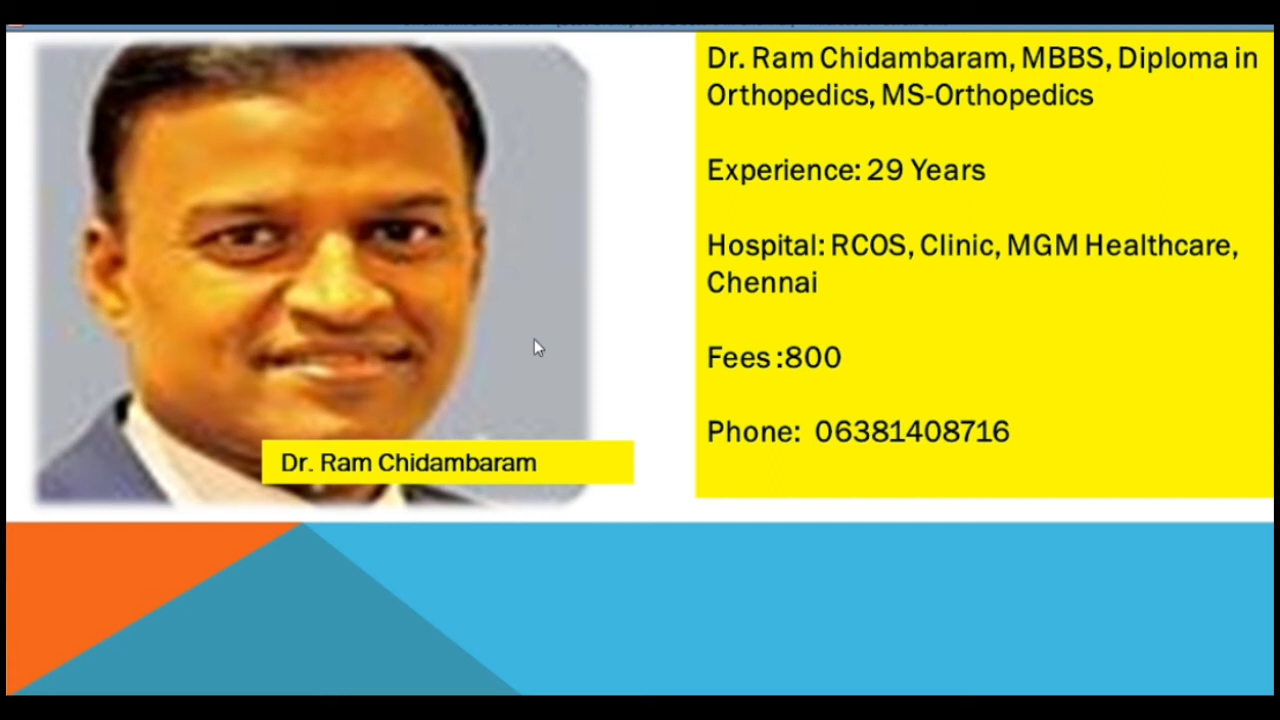 Dr. Ram Chidambaram, MBBS, Diploma in
Orthopedics, MS-Orthopedics
Experience: 29 Years
Hospital: RCOS, Clinic, MGM Healthcare,
Chennai
Fees :800
Phone: 06381408716
Dr. Ram Chidambaram